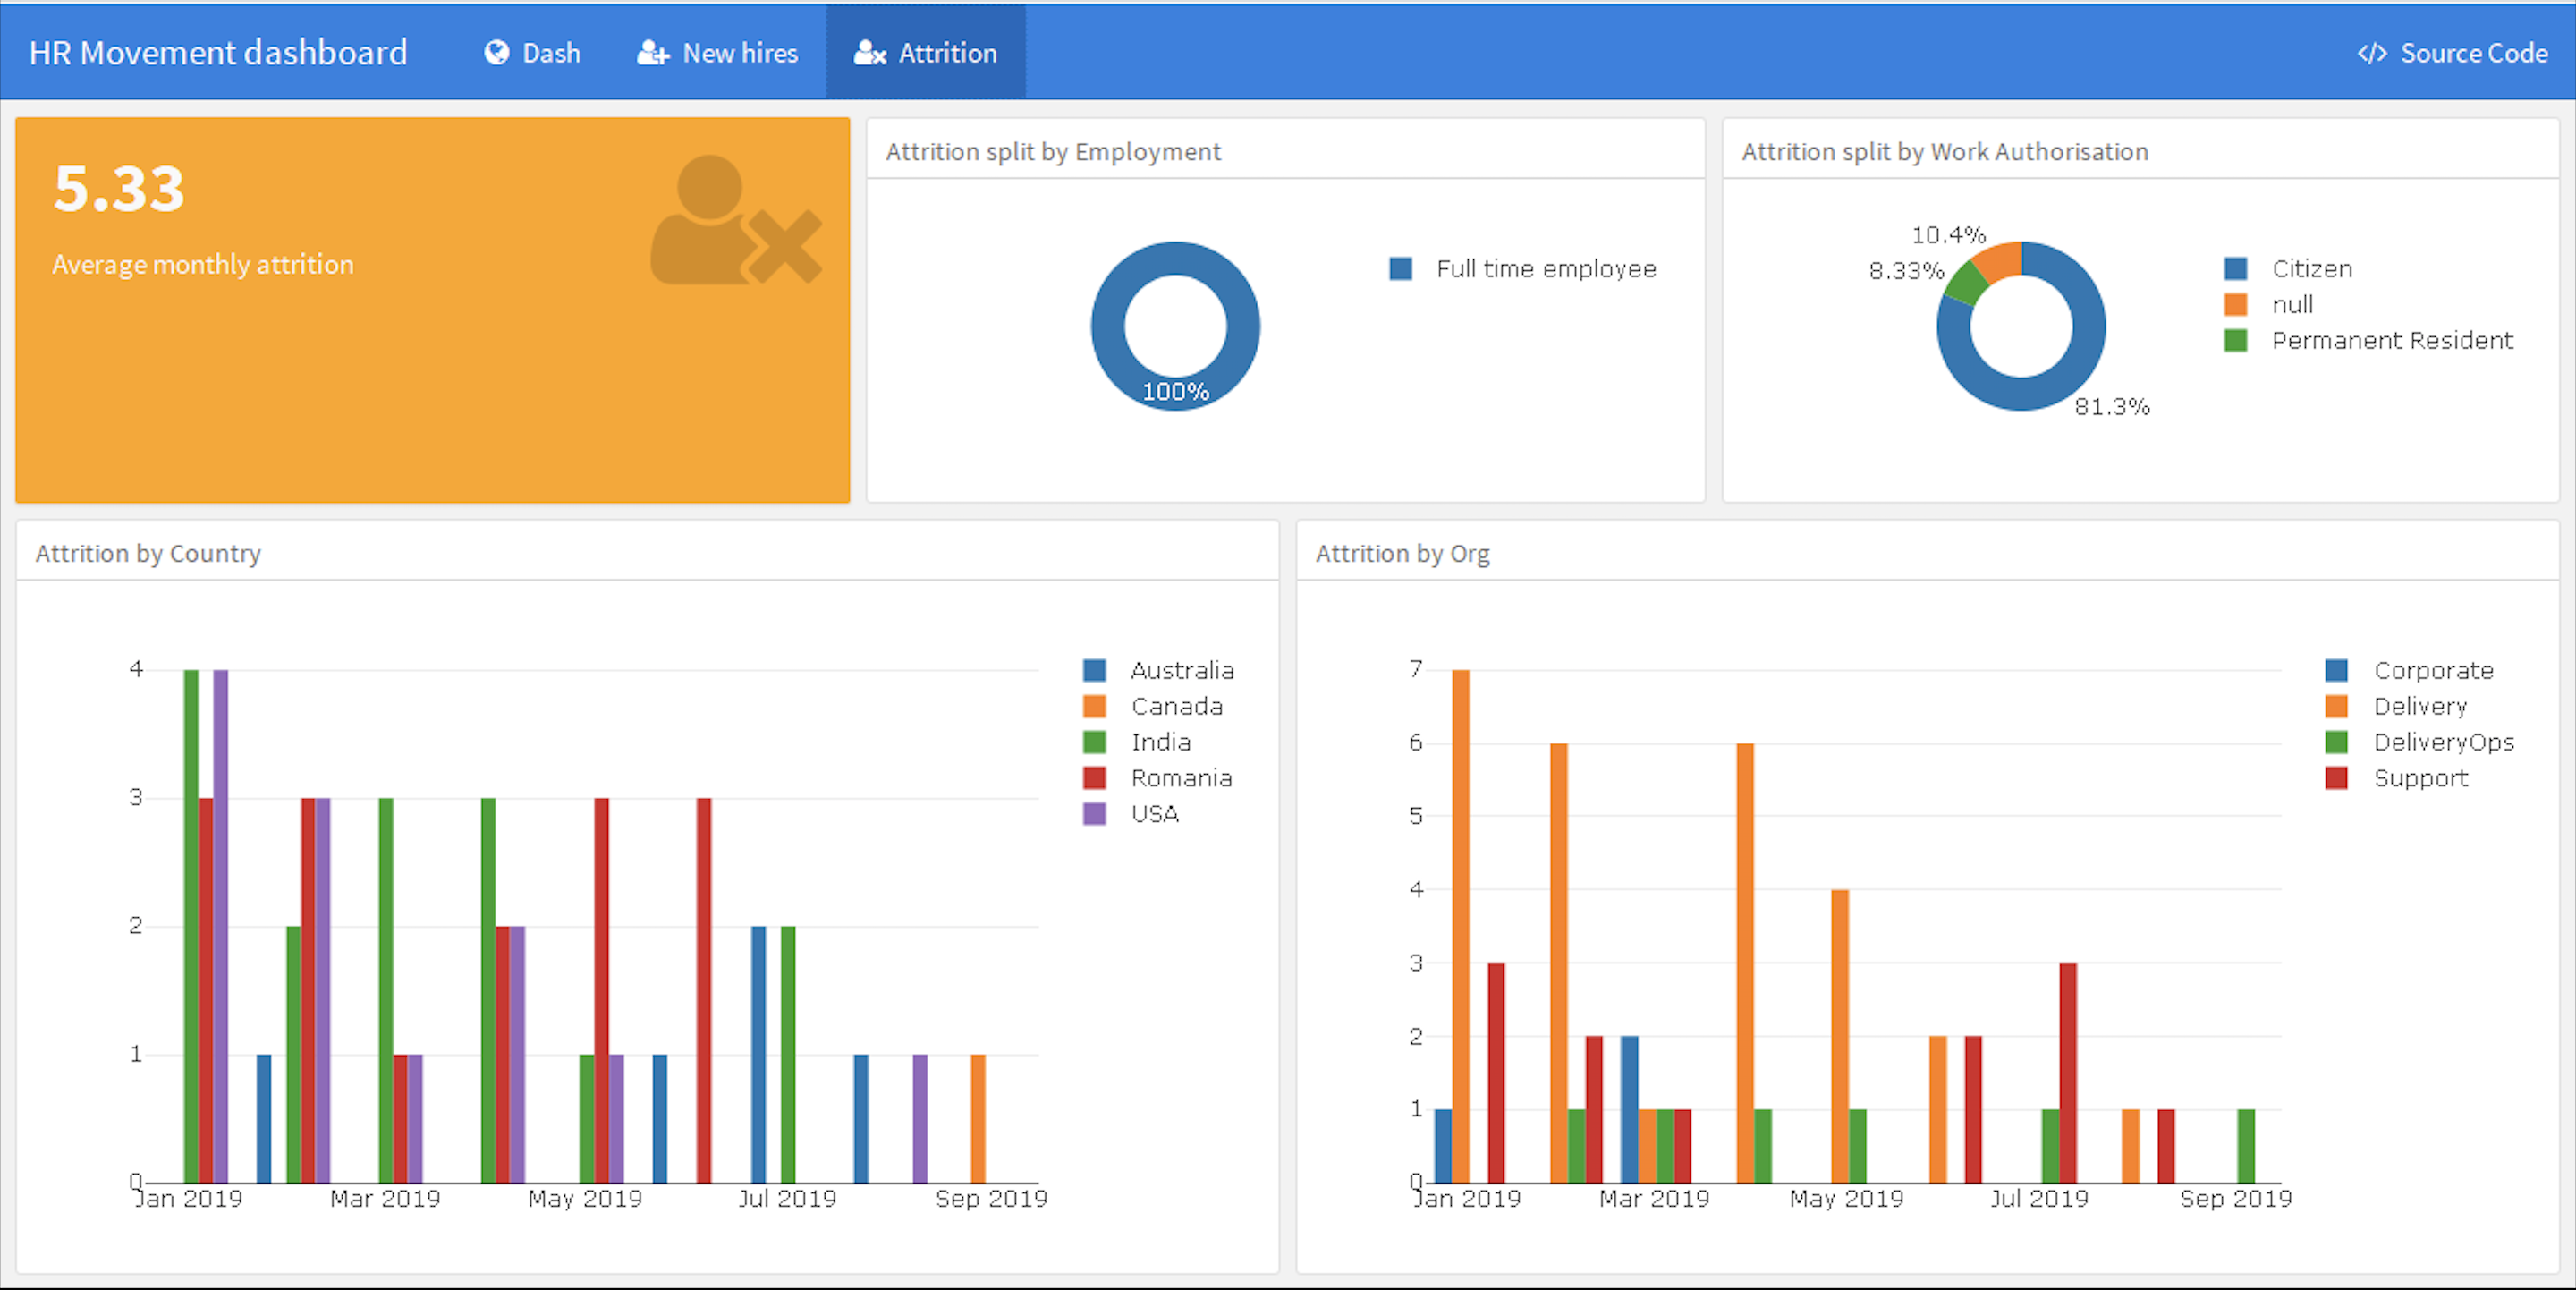 HR Movement dashboard Dash New hires Attrition Source Code
5.33
Average monthly attrition
Attrition split by Employment
100%
Full time employee
Attrition split by Work Authorisation
10.4%
8.33%
81.3%
Citizen
null
Permanent Resident
Attrition by Country
4
3
2
1
0
Jan 2019 Mar 2019 May 2019 Jul 2019 Sep 2019
Australia
Canada
India
Romania
USA
Attrition by Org
7
6
5
4
3
2
1
0
Jan 2019 Mar 2019 May 2019 Jul 2019 Sep 2019
Corporate
Delivery
DeliveryOps
Support